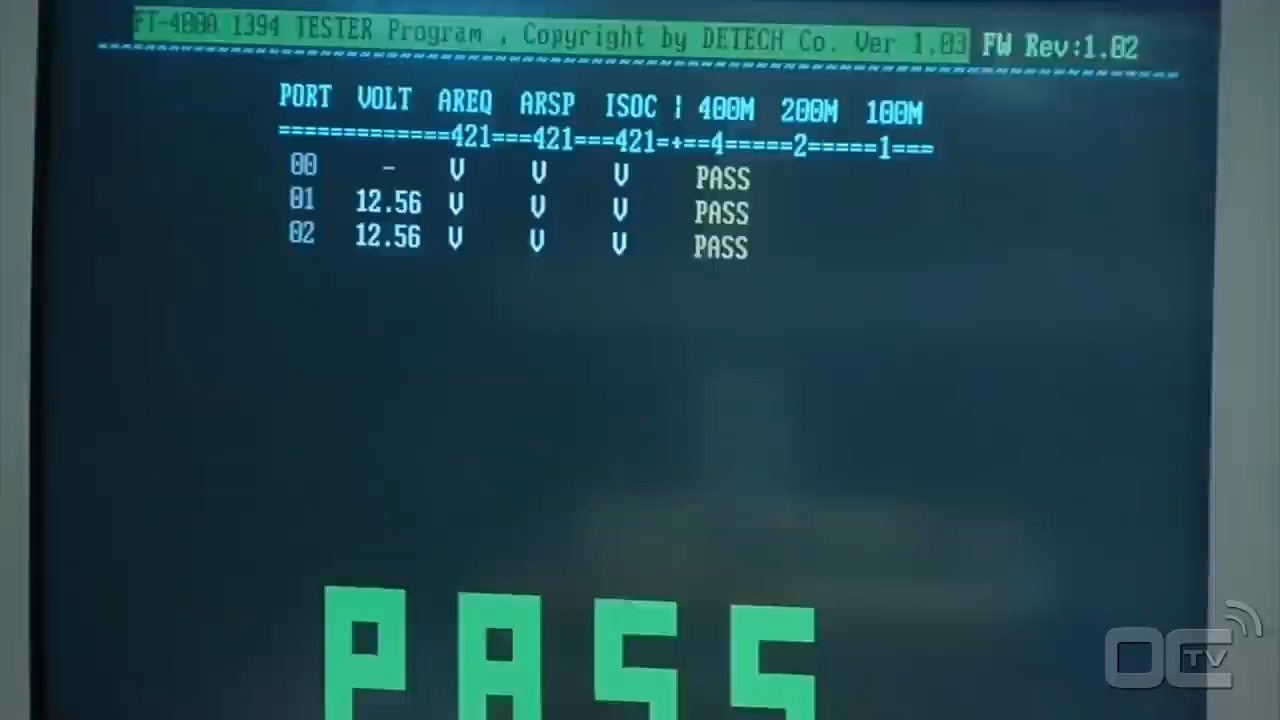 FT-4000 1394 TESTER Program , Copyright by DETECH Co. Ver 1.03 FW Rev:1.02
PORT VOLT AREQ ARSP ISOC | 400M 200M 100M
=============421===421===421=+==4=====2=====1===
00 - V V V PASS
01 12.56 V V V PASS
02 12.56 V V V PASS
PASS
OC TV